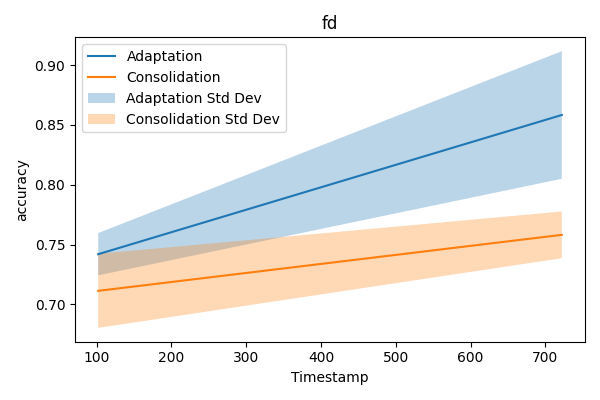 fd
Adaptation
Consolidation
Adaptation Std Dev
Consolidation Std Dev
accuracy
0.90
0.85
0.80
0.75
0.70
100 200 300 400 500 600 700
Timestamp